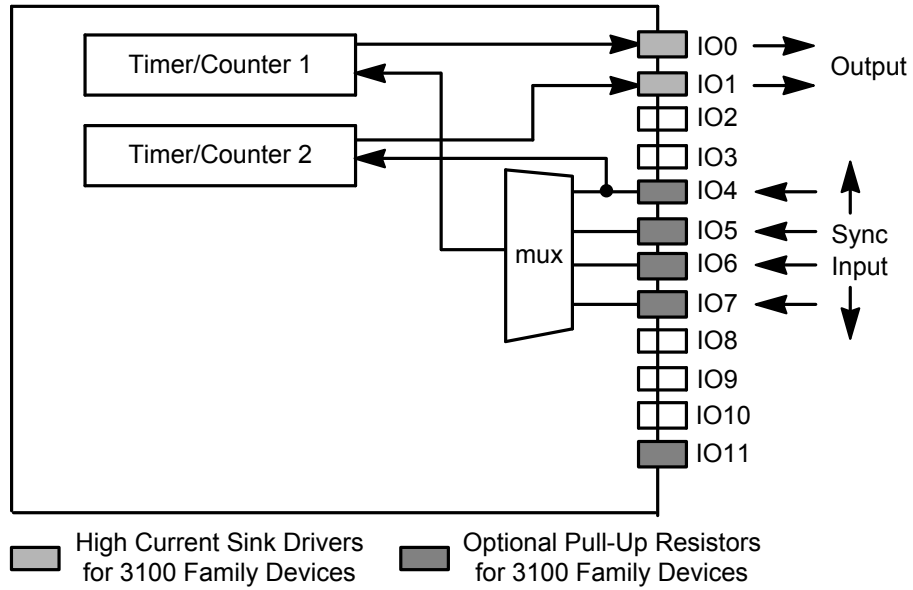 Timer/Counter 1
Timer/Counter 2
mux
IO0
IO1
IO2
IO3
IO4
IO5
IO6
IO7
IO8
IO9
IO10
IO11
Output
Sync
Input
High Current Sink Drivers
for 3100 Family Devices
Optional Pull-Up Resistors
for 3100 Family Devices